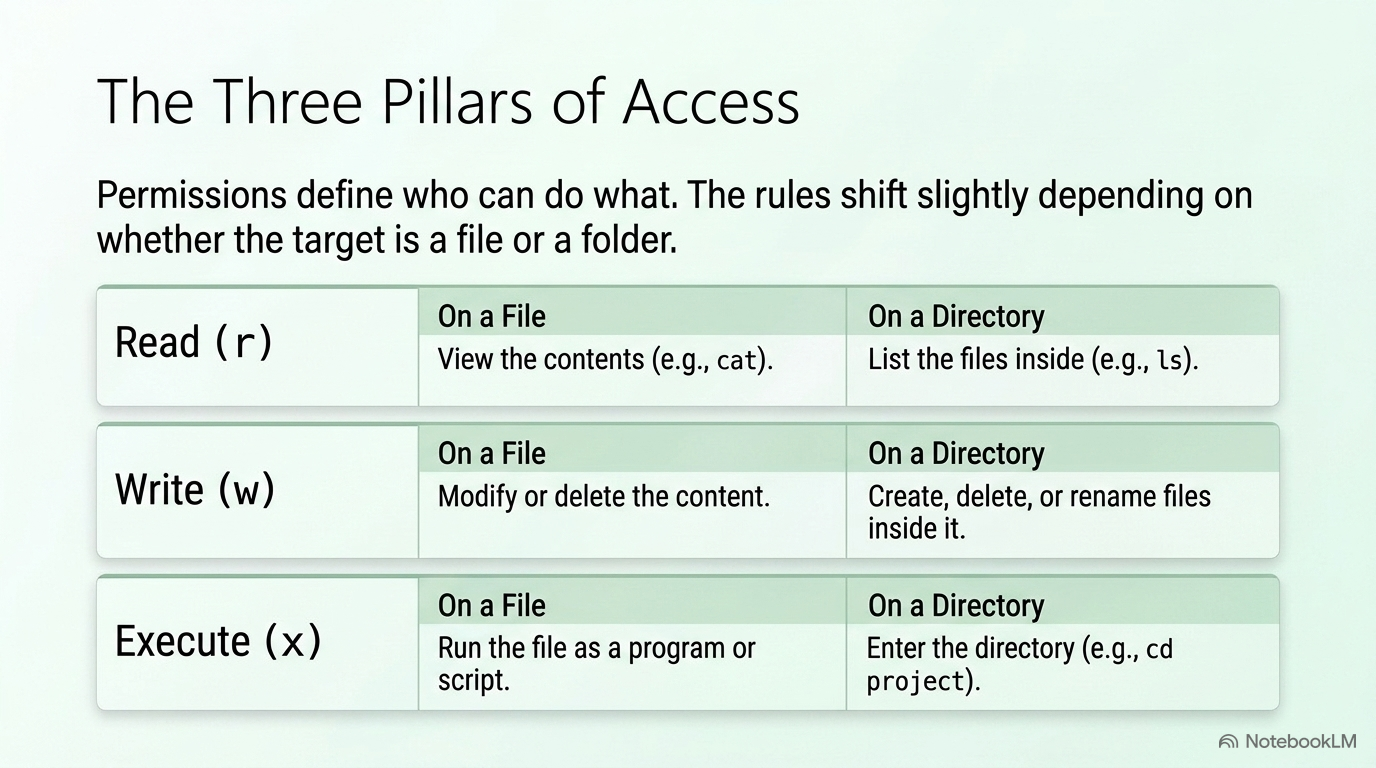 The Three Pillars of Access
Permissions define who can do what. The rules shift slightly depending on
whether the target is a file or a folder.
Read (r)
On a File
View the contents (e.g., cat).
On a Directory
List the files inside (e.g., ls).
Write (w)
On a File
Modify or delete the content.
On a Directory
Create, delete, or rename files
inside it.
Execute (x)
On a File
Run the file as a program or
script.
On a Directory
Enter the directory (e.g., cd
project).
NotebookLM